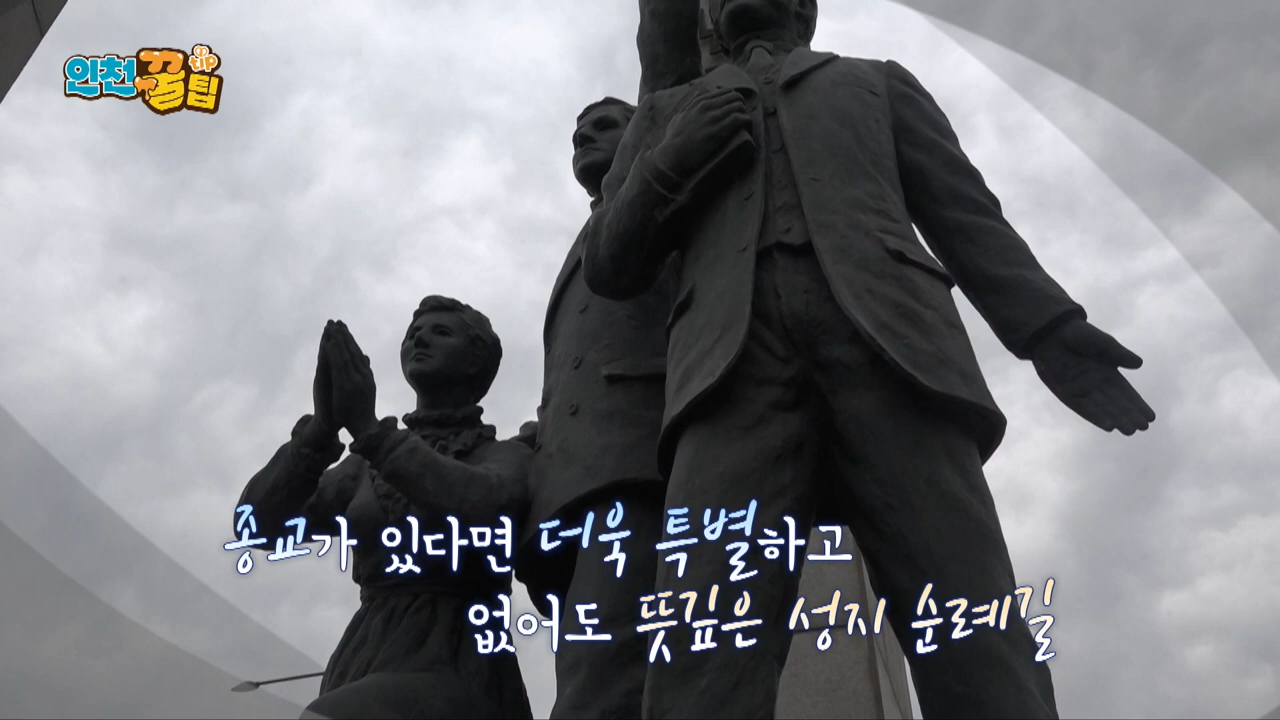 인천 꿀팁 tip
종교가 있다면 더욱 특별하고
없어도 뜻깊은 성지 순례길